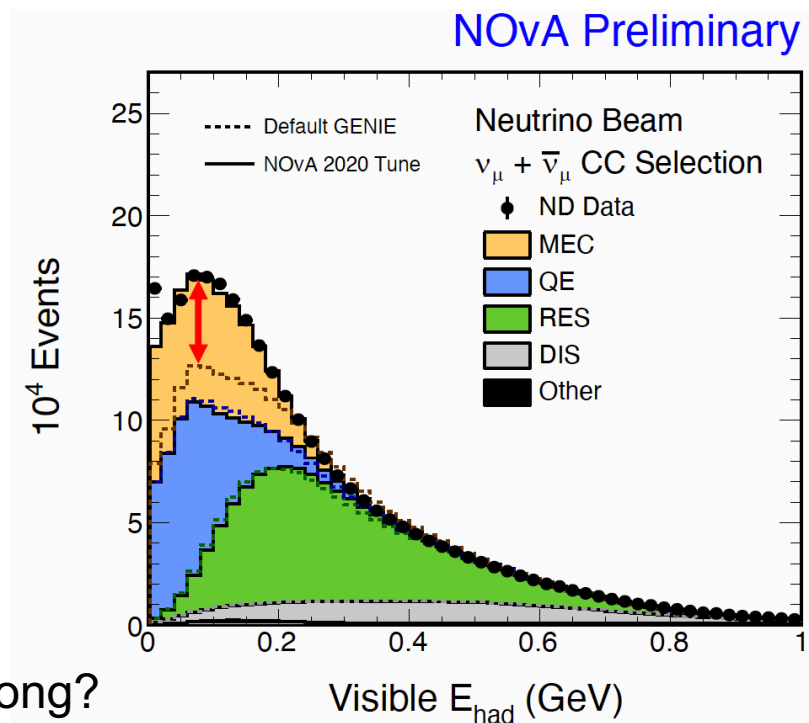 NOvA Preliminary
Default GENIE
NOvA 2020 Tune
Neutrino Beam
νμ + ν̅μ CC Selection
ND Data
MEC
QE
RES
DIS
Other
10⁴ Events
25
20
15
10
5
0
0 0.2 0.4 0.6 0.8 1
Visible E_had (GeV)
ong?